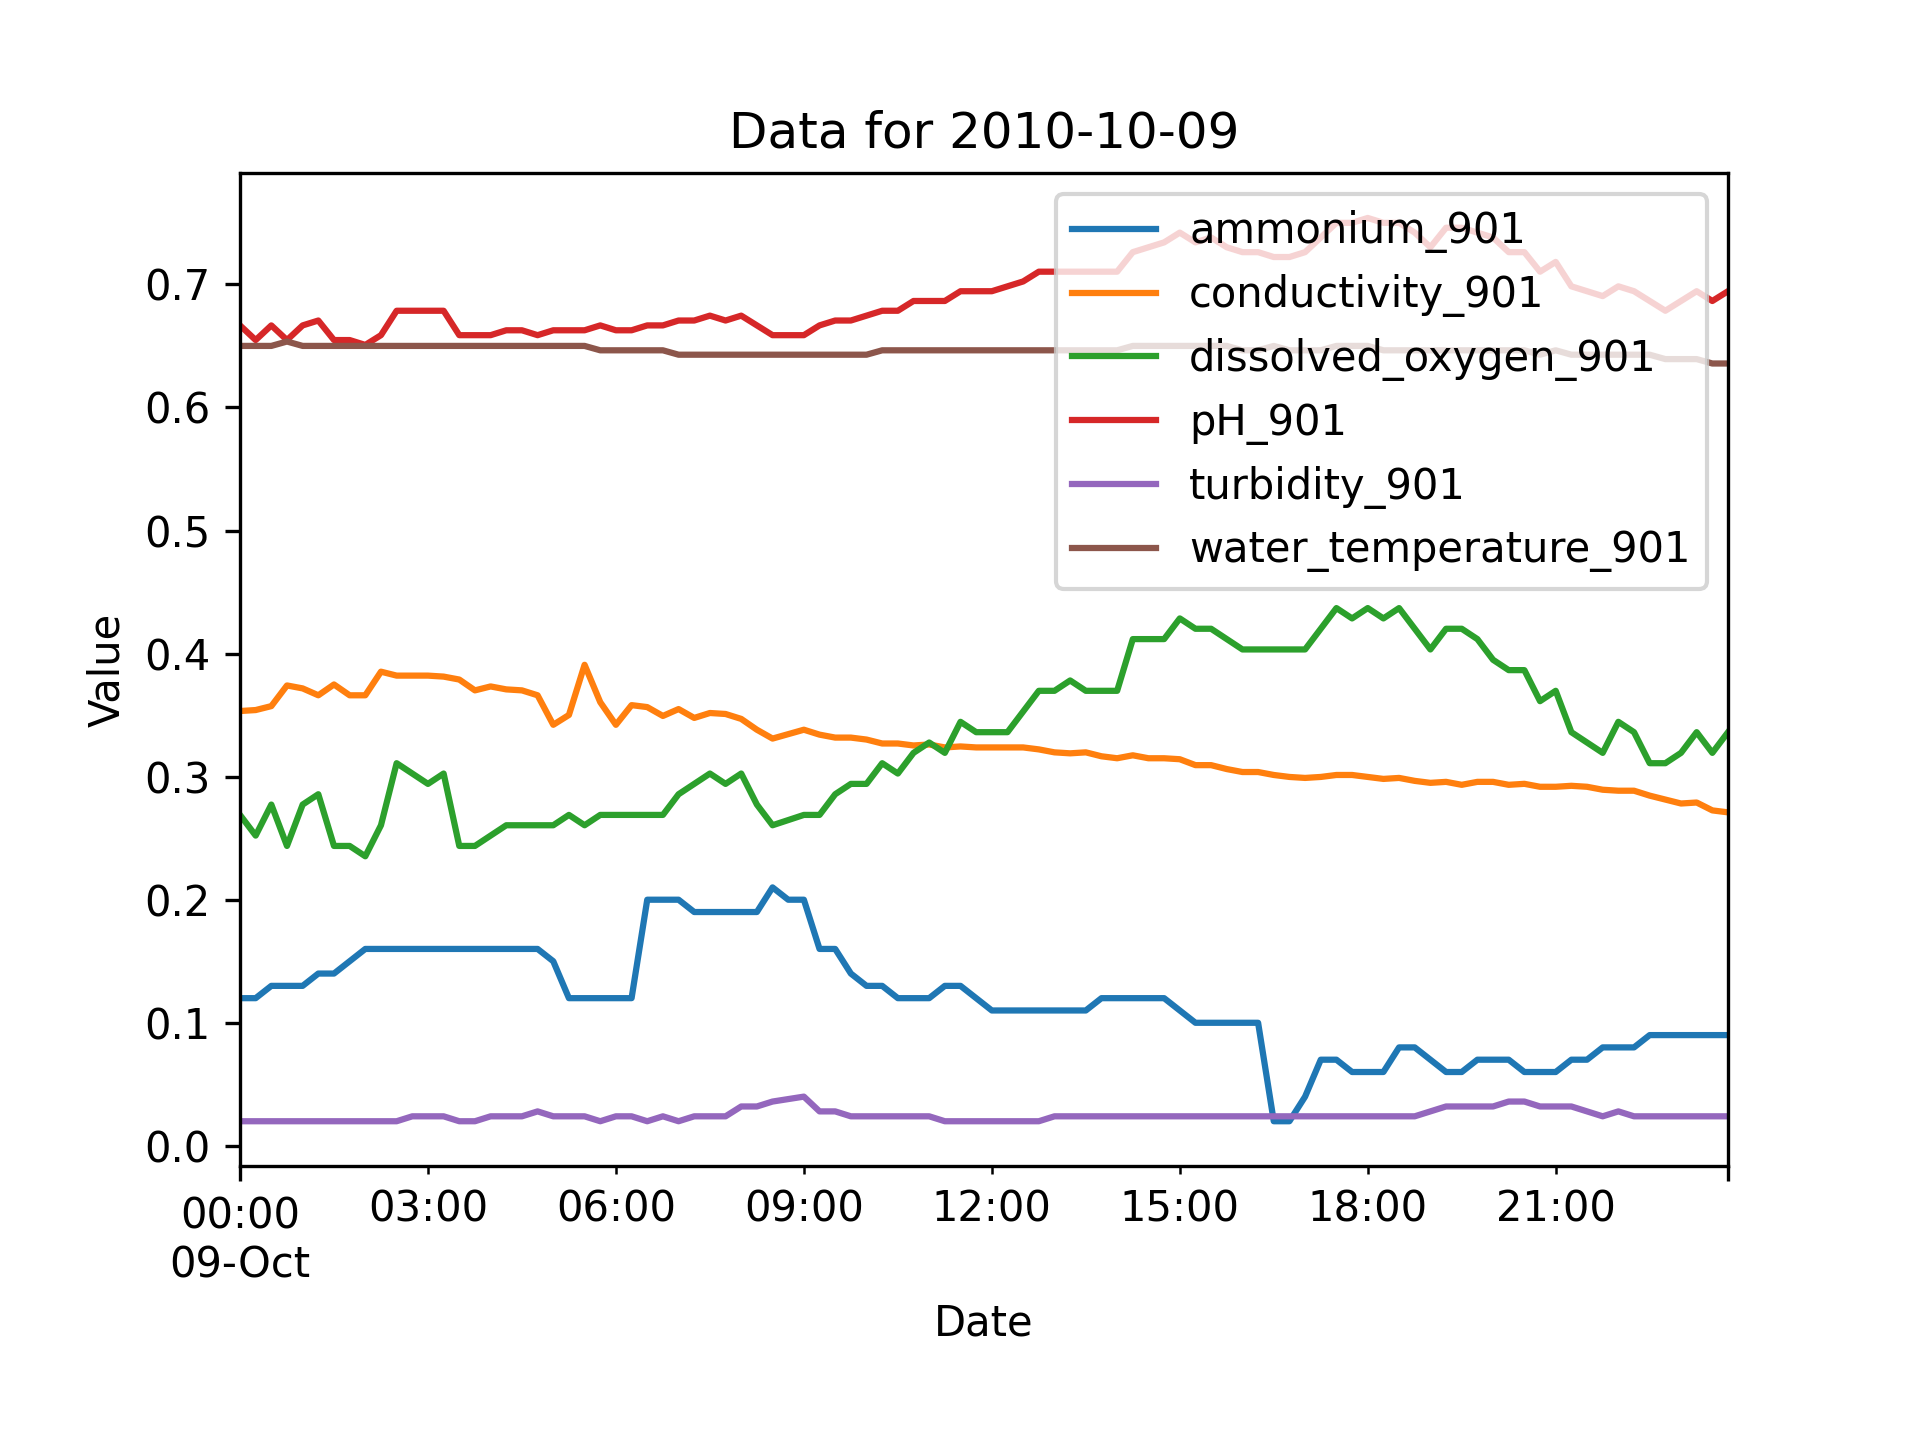 Data for 2010-10-09
ammonium_901
conductivity_901
dissolved_oxygen_901
pH_901
turbidity_901
water_temperature_901
Value
0.7
0.6
0.5
0.4
0.3
0.2
0.1
0.0
00:00 03:00 06:00 09:00 12:00 15:00 18:00 21:00
09-Oct
Date